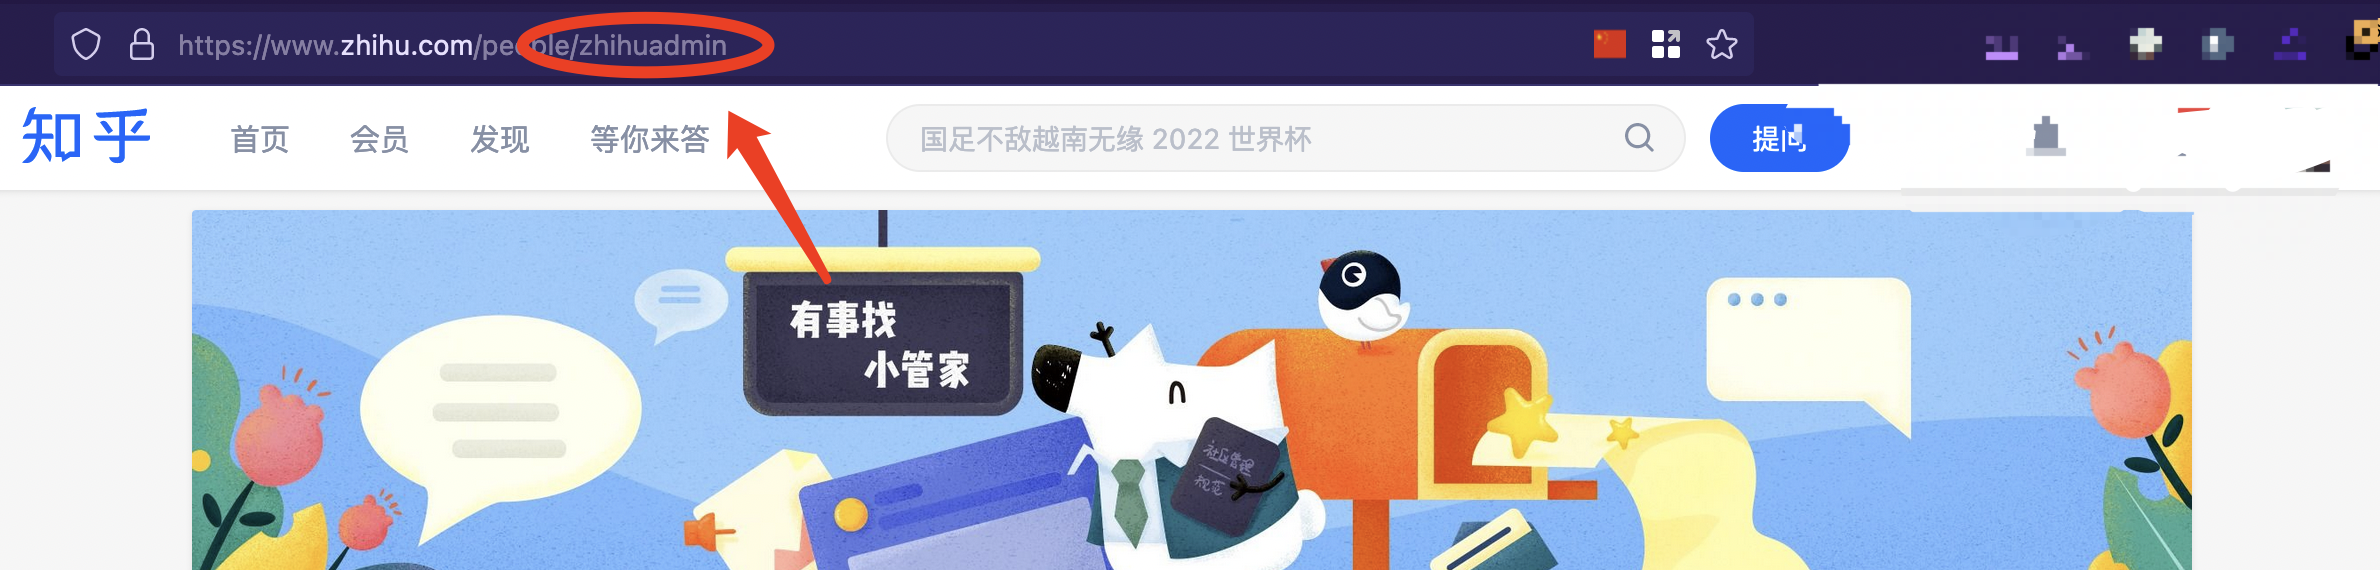 https://www.zhihu.com/people/zhihuadmin
知乎 首页 会员 发现 等你来答 国足不敌越南无缘 2022 世界杯 提问
有事找
小管家
社区管理
规范